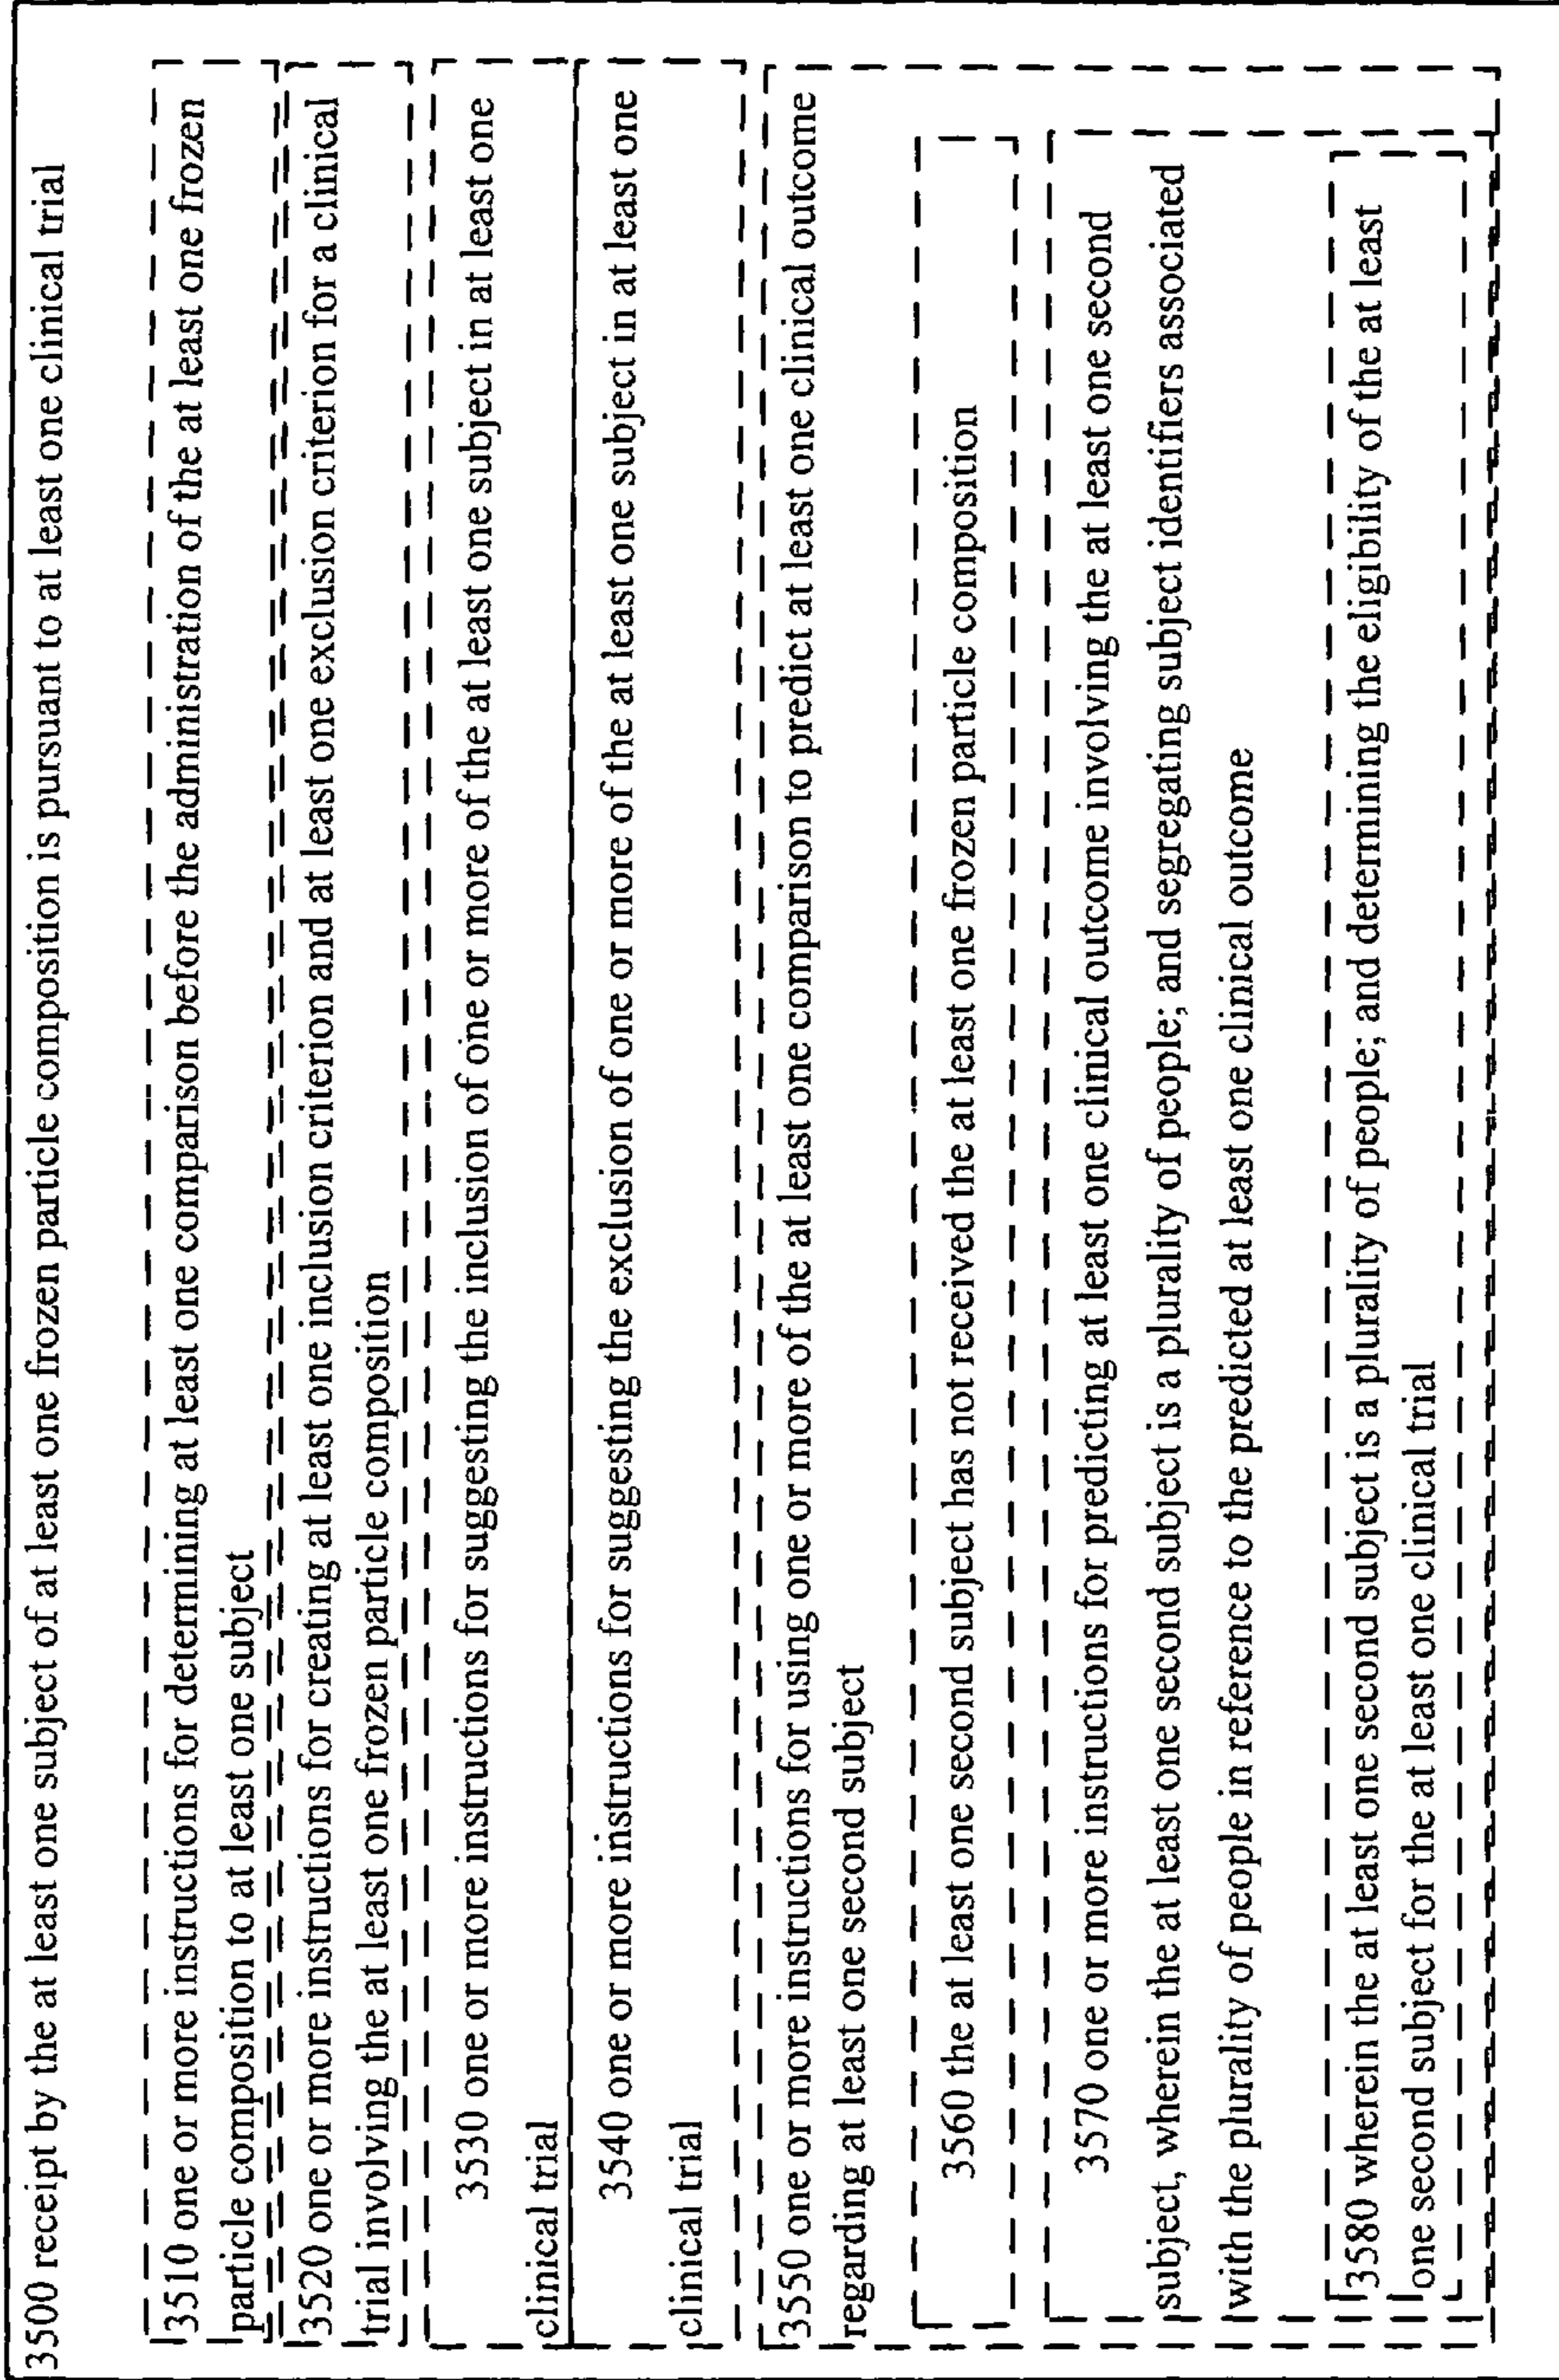 3500 receipt by the at least one subject of at least one frozen particle composition is pursuant to at least one clinical trial
3510 one or more instructions for determining at least one comparison before the administration of the at least one frozen
particle composition to at least one subject
3520 one or more instructions for creating at least one inclusion criterion and at least one exclusion criterion for a clinical
trial involving the at least one frozen particle composition
3530 one or more instructions for suggesting the inclusion of one or more of the at least one subject in at least one
clinical trial
3540 one or more instructions for suggesting the exclusion of one or more of the at least one subject in at least one
clinical trial
3550 one or more instructions for using one or more of the at least one comparison to predict at least one clinical outcome
regarding at least one second subject
3560 the at least one second subject has not received the at least one frozen particle composition
3570 one or more instructions for predicting at least one clinical outcome involving the at least one second
subject, wherein the at least one second subject is a plurality of people; and segregating subject identifiers associated
with the plurality of people in reference to the predicted at least one clinical outcome
3580 wherein the at least one second subject is a plurality of people; and determining the eligibility of the at least
one second subject for the at least one clinical trial